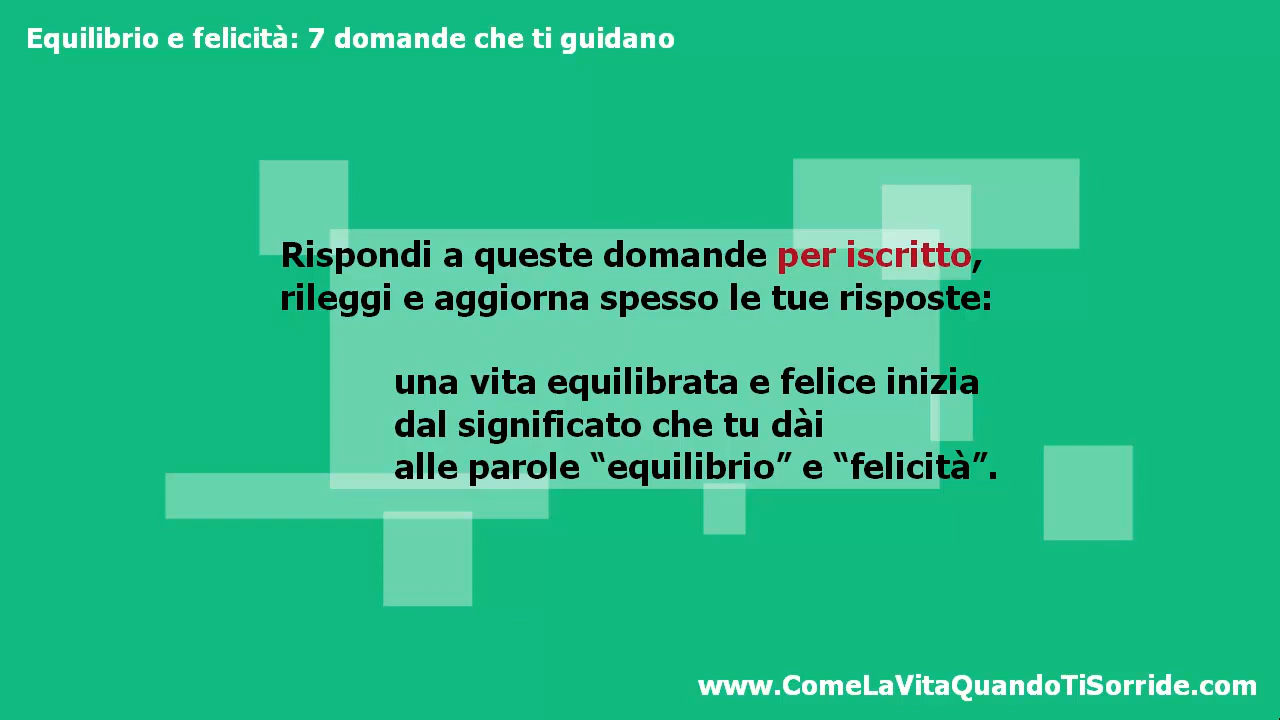 Equilibrio e felicità: 7 domande che ti guidano
Rispondi a queste domande per iscritto,
rileggi e aggiorna spesso le tue risposte:
una vita equilibrata e felice inizia
dal significato che tu dài
alle parole “equilibrio” e “felicità”.
www.ComeLaVitaQuandoTiSorride.com